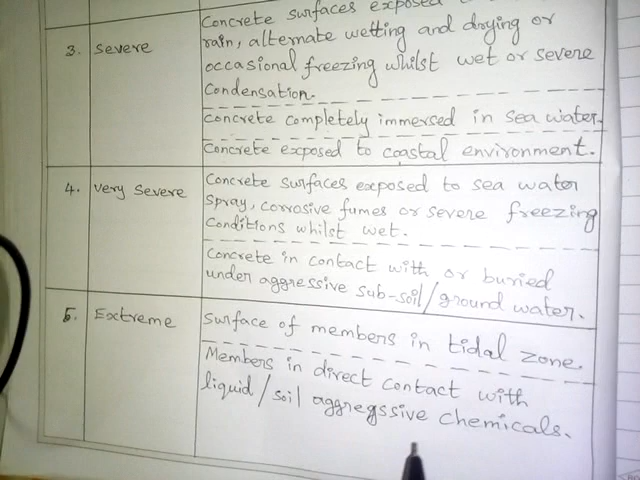 Concrete surfaces exposed
3. Severe rain, alternate wetting and drying or
occasional freezing whilst wet or severe
Condensation.
Concrete completely immersed in sea water.
Concrete exposed to coastal environment.
4. Very Severe Concrete surfaces exposed to sea water
spray, corrosive fumes or severe freezing
Conditions whilst wet.
Concrete in contact with or buried
under aggressive sub-soil/ground water.
5. Extreme Surface of members in tidal zone.
Members in direct contact with
liquid/soil aggregssive chemicals.